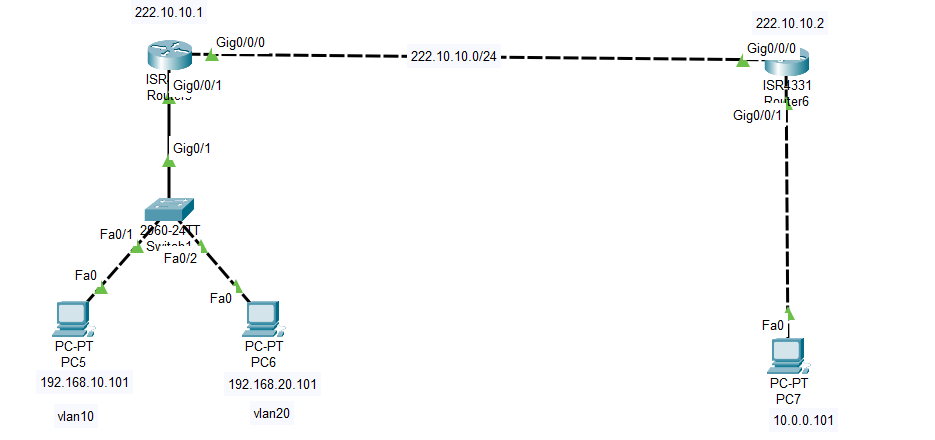 222.10.10.1
222.10.10.2
Gig0/0/0
222.10.10.0/24
Gig0/0/0
ISR
Gig0/0/1
ISR4331
Router6
Gig0/0/1
Gig0/1
2960-24TT
Switch1
Fa0/1
Fa0/2
Fa0
Fa0
Fa0
PC-PT
PC5
PC-PT
PC6
PC-PT
PC7
192.168.10.101
192.168.20.101
vlan10
vlan20
10.0.0.101